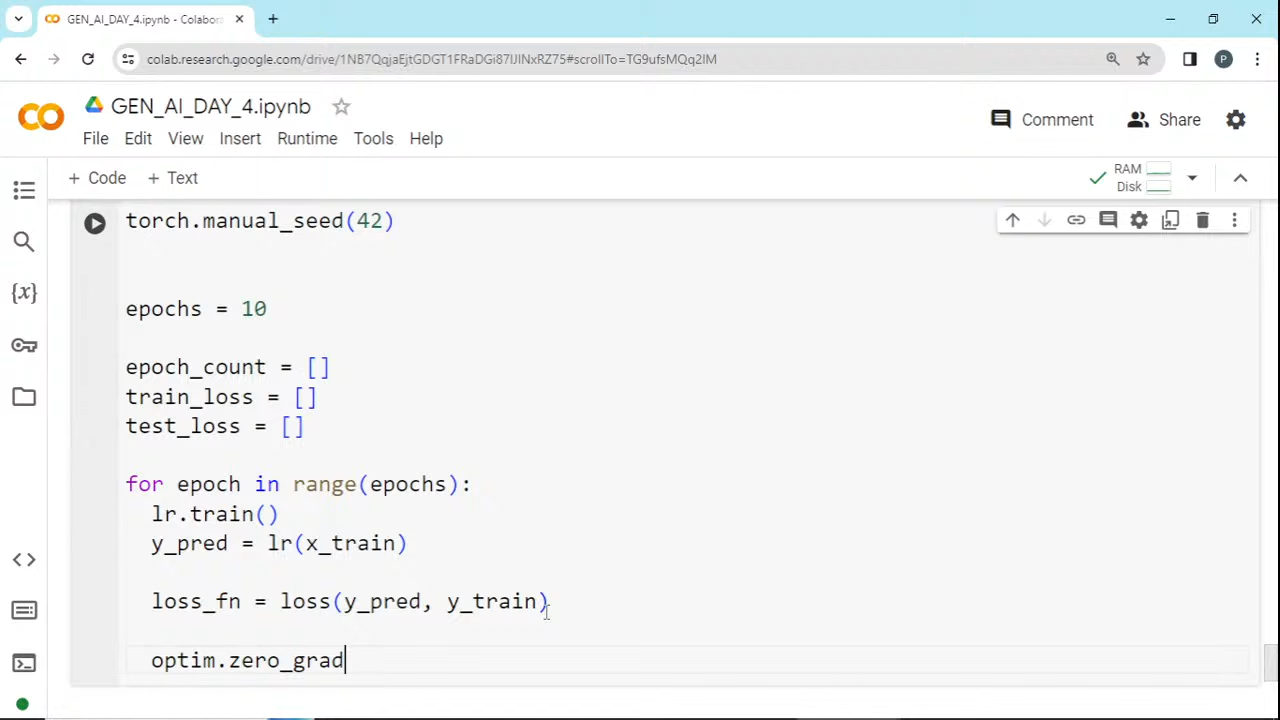 GEN_AI_DAY_4.ipynb - Colabora
colab.research.google.com/drive/1NB7QqjaEjtGDGT1FRaDGi87lJINxRZ75#scrollTo=TG9ufsMQq2lM
P
GEN_AI_DAY_4.ipynb
Comment
Share
File Edit View Insert Runtime Tools Help
+ Code + Text
RAM
Disk
torch.manual_seed(42)
epochs = 10
epoch_count = []
train_loss = []
test_loss = []
for epoch in range(epochs):
lr.train()
y_pred = lr(x_train)
loss_fn = loss(y_pred, y_train)
optim.zero_grad